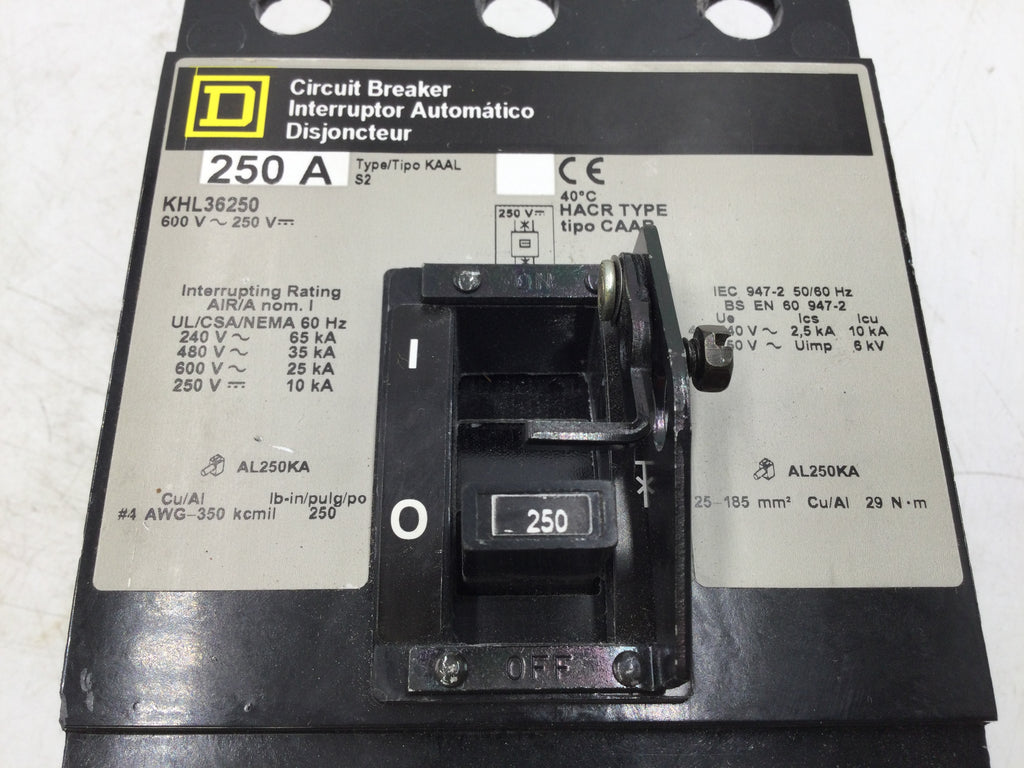 D
Circuit Breaker
Interruptor Automático
Disjoncteur
250 A
Type/Tipo KAAL
S2
CE
KHL36250
600 V ~ 250 V⎓
40°C
HACR TYPE
tipo CAAR
250 V⎓
Interrupting Rating
AIR/A nom. I
UL/CSA/NEMA 60 Hz
240 V ~ 65 kA
480 V ~ 35 kA
600 V ~ 25 kA
250 V ⎓ 10 kA
ON
IEC 947-2 50/60 Hz
BS EN 60 947-2
Ue Ics Icu
40 V ~ 2,5 kA 10 kA
60 V ~ Uimp 6 kV
I
AL250KA
Cu/Al lb-in/pulg/po
#4 AWG-350 kcmil 250
O
250
AL250KA
25-185 mm² Cu/Al 29 N·m
OFF